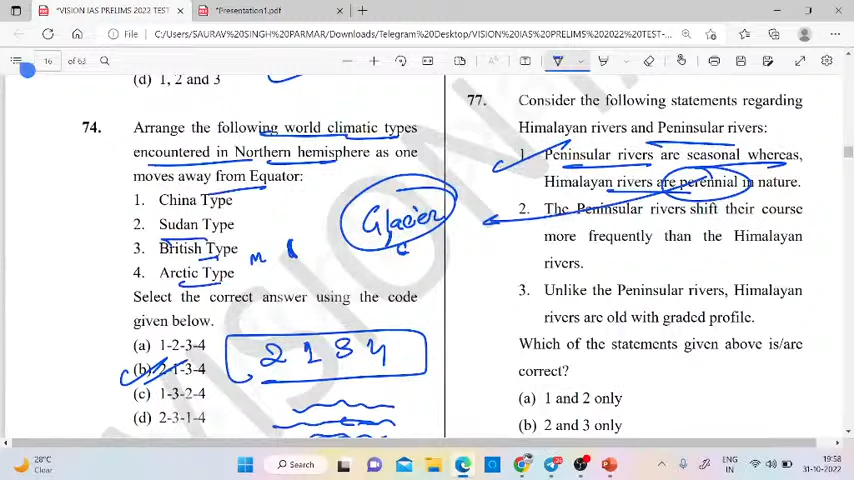 *VISION IAS PRELIMS 2022 TEST
*Presentation1.pdf
File
C:/Users/SAURAV%20SINGH%20PARMAR/Downloads/Telegram%20Desktop/VISION%20IAS%20PRELIMS%202022%20TEST-...
16 of 63
(d) 1, 2 and 3
74. Arrange the following world climatic types
encountered in Northern hemisphere as one
moves away from Equator:
1. China Type
2. Sudan Type
3. British Type
4. Arctic Type
M
Glacier
Select the correct answer using the code
given below.
(a) 1-2-3-4
(b) 2-1-3-4
(c) 1-3-2-4
(d) 2-3-1-4
2 1 3 4
77. Consider the following statements regarding
Himalayan rivers and Peninsular rivers:
1. Peninsular rivers are seasonal whereas,
Himalayan rivers are perennial in nature.
2. The Peninsular rivers shift their course
more frequently than the Himalayan
rivers.
3. Unlike the Peninsular rivers, Himalayan
rivers are old with graded profile.
Which of the statements given above is/are
correct?
(a) 1 and 2 only
(b) 2 and 3 only
VISION
28°C
Clear
Search
ENG
IN
19:58
31-10-2022